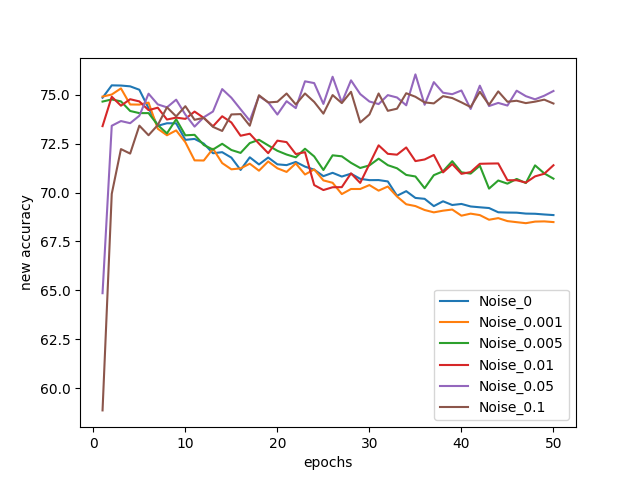 75.0
72.5
70.0
67.5
65.0
62.5
60.0
new accuracy
0
10
20
30
40
50
epochs
Noise_0
Noise_0.001
Noise_0.005
Noise_0.01
Noise_0.05
Noise_0.1